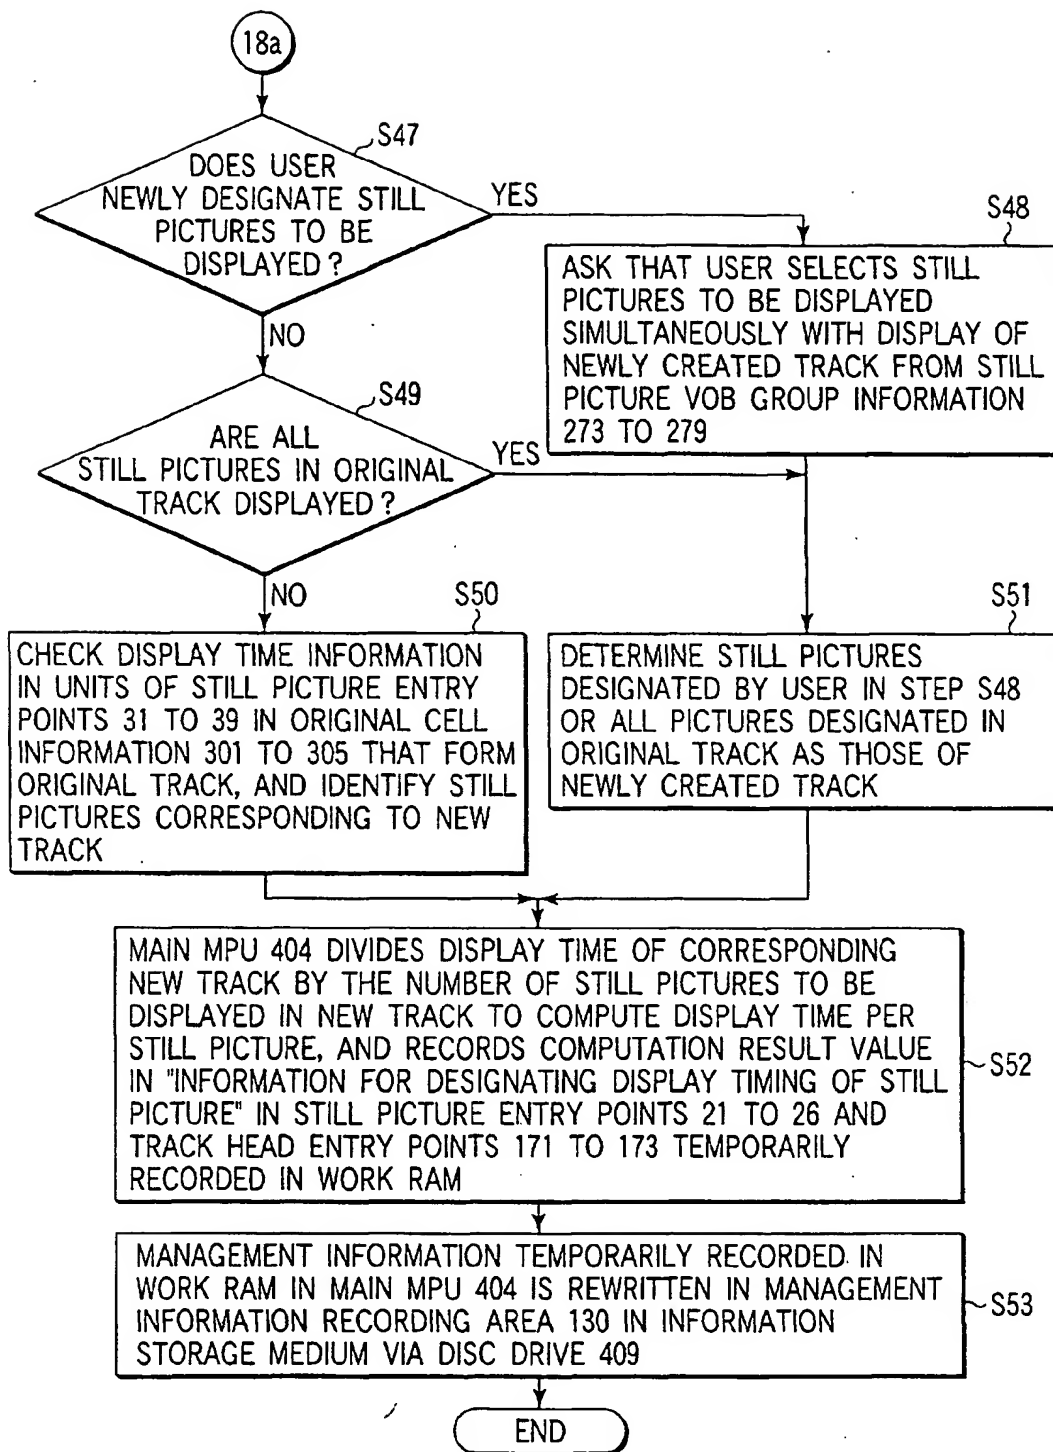 18a
S47
DOES USER
NEWLY DESIGNATE STILL
PICTURES TO BE
DISPLAYED?
YES
NO
S48
ASK THAT USER SELECTS STILL
PICTURES TO BE DISPLAYED
SIMULTANEOUSLY WITH DISPLAY OF
NEWLY CREATED TRACK FROM STILL
PICTURE VOB GROUP INFORMATION
273 TO 279
S49
ARE ALL
STILL PICTURES IN ORIGINAL
TRACK DISPLAYED?
YES
NO
S50
CHECK DISPLAY TIME INFORMATION
IN UNITS OF STILL PICTURE ENTRY
POINTS 31 TO 39 IN ORIGINAL CELL
INFORMATION 301 TO 305 THAT FORM
ORIGINAL TRACK, AND IDENTIFY STILL
PICTURES CORRESPONDING TO NEW
TRACK
S51
DETERMINE STILL PICTURES
DESIGNATED BY USER IN STEP S48
OR ALL PICTURES DESIGNATED IN
ORIGINAL TRACK AS THOSE OF
NEWLY CREATED TRACK
MAIN MPU 404 DIVIDES DISPLAY TIME OF CORRESPONDING
NEW TRACK BY THE NUMBER OF STILL PICTURES TO BE
DISPLAYED IN NEW TRACK TO COMPUTE DISPLAY TIME PER
STILL PICTURE, AND RECORDS COMPUTATION RESULT VALUE
IN "INFORMATION FOR DESIGNATING DISPLAY TIMING OF STILL
PICTURE" IN STILL PICTURE ENTRY POINTS 21 TO 26 AND
TRACK HEAD ENTRY POINTS 171 TO 173 TEMPORARILY
RECORDED IN WORK RAM
S52
MANAGEMENT INFORMATION TEMPORARILY RECORDED IN
WORK RAM IN MAIN MPU 404 IS REWRITTEN IN MANAGEMENT
INFORMATION RECORDING AREA 130 IN INFORMATION
STORAGE MEDIUM VIA DISC DRIVE 409
S53
END